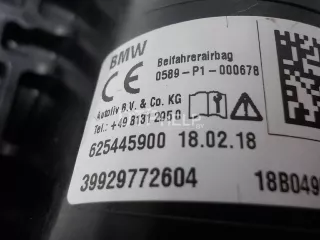 BMW
Beifahrerairbag
0589-P1-000678
CE
Autoliv B.V. & Co. KG
Tel.: +49 8131 295 0
625445900 18.02.18
39929772604
18B049